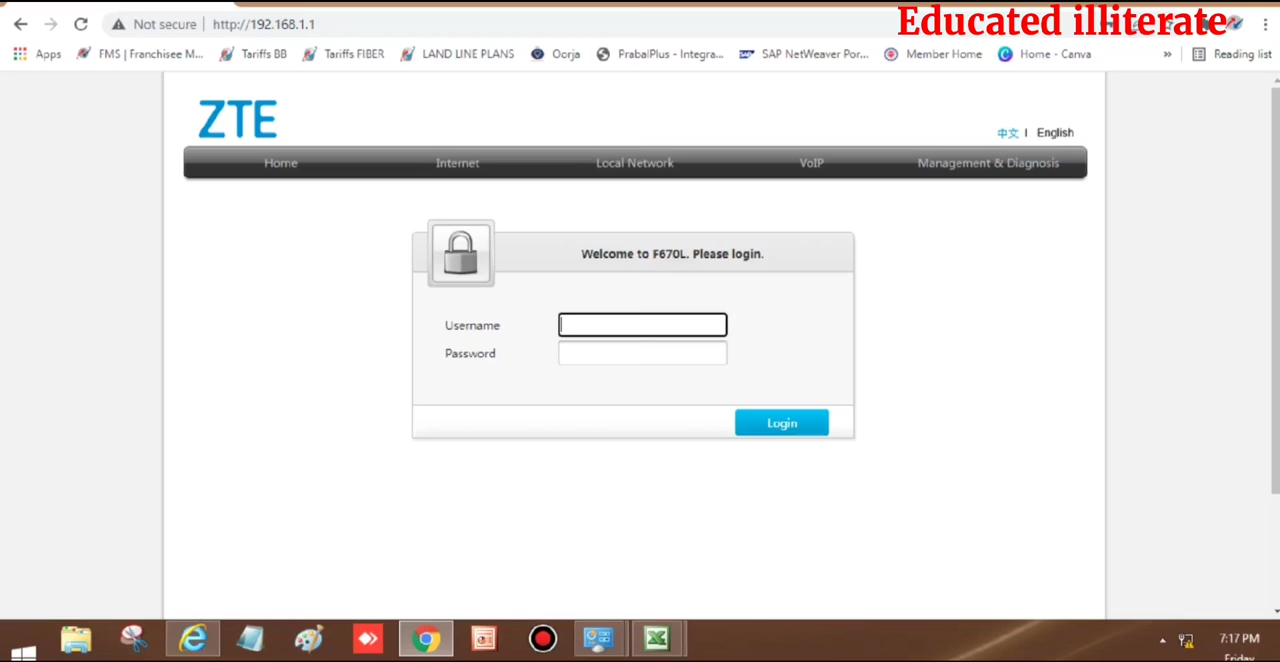 Educated illiterate
Not secure | http://192.168.1.1
Apps FMS | Franchisee M... Tariffs BB Tariffs FIBER LAND LINE PLANS Oorja PrabalPlus - Integra... SAP NetWeaver Por... Member Home Home - Canva » Reading list
ZTE
中文 | English
Home Internet Local Network VoIP Management & Diagnosis
Welcome to F670L. Please login.
Username
Password
Login
7:17 PM
Friday